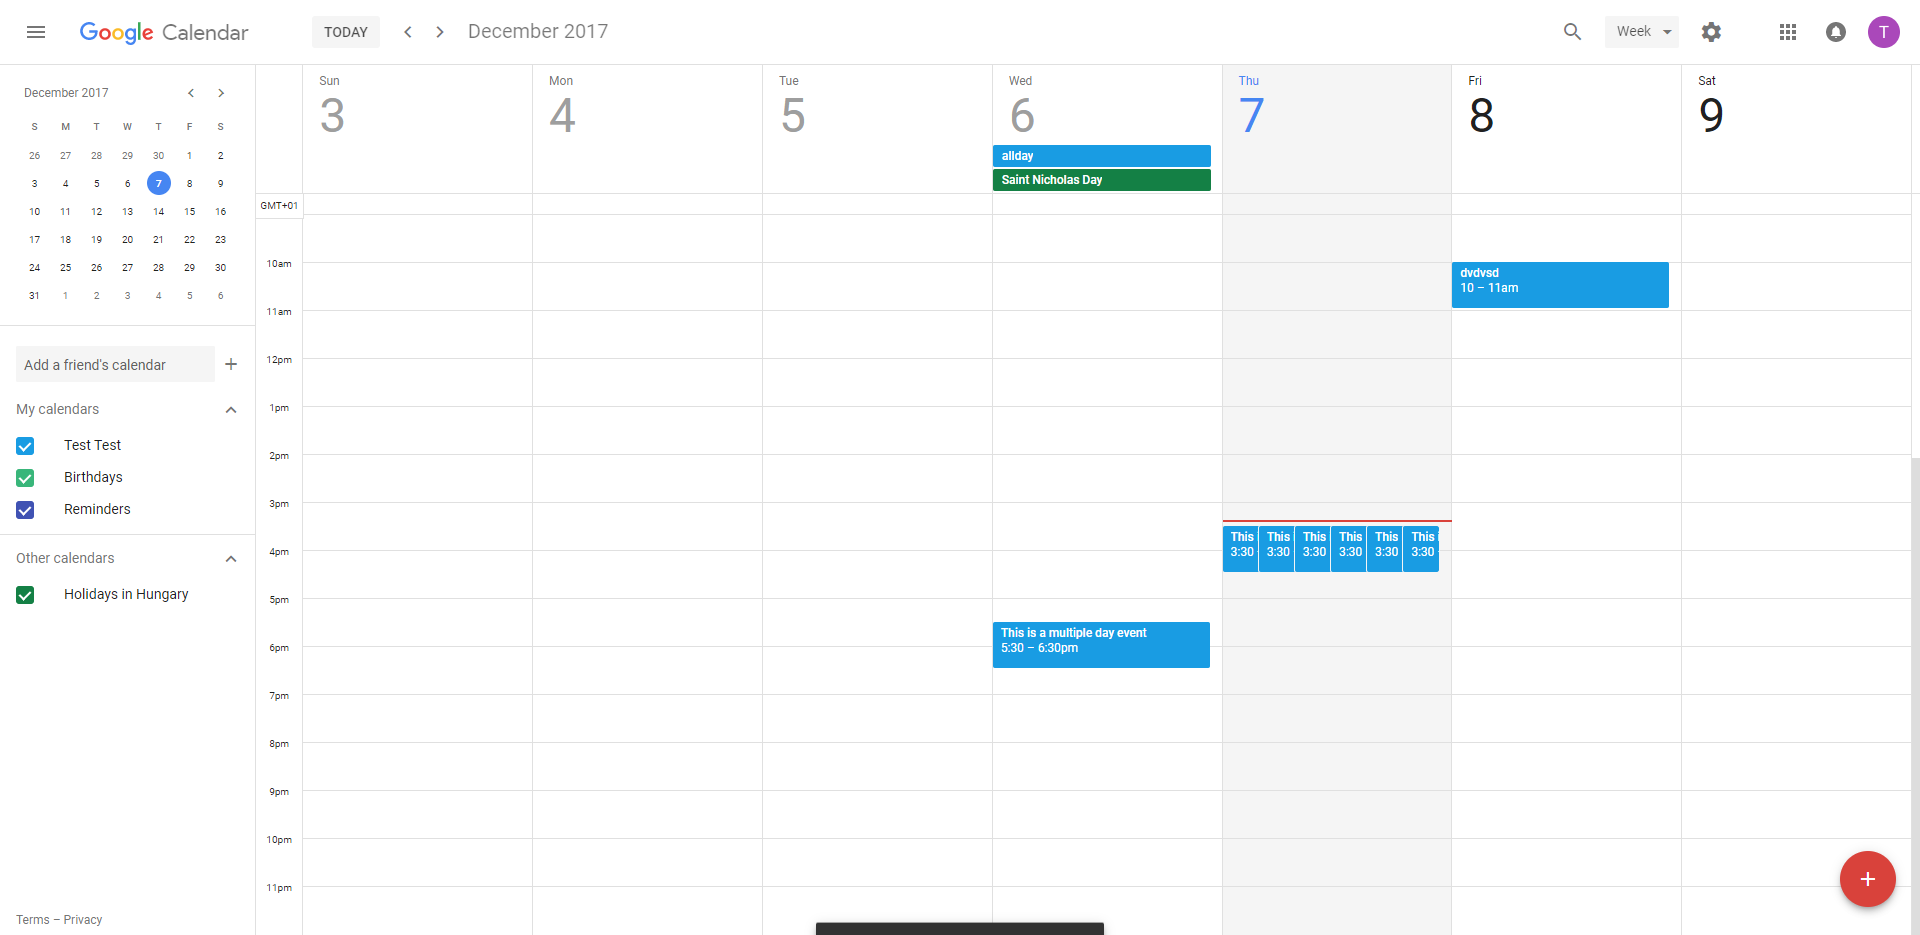 Google Calendar
TODAY
December 2017
Week
T
December 2017
S M T W T F S
26 27 28 29 30 1 2
3 4 5 6 7 8 9
10 11 12 13 14 15 16
17 18 19 20 21 22 23
24 25 26 27 28 29 30
31 1 2 3 4 5 6
Add a friend's calendar
My calendars
Test Test
Birthdays
Reminders
Other calendars
Holidays in Hungary
Terms – Privacy
Sun Mon Tue Wed Thu Fri Sat
3 4 5 6 7 8 9
allday
Saint Nicholas Day
GMT+01
10am
11am
12pm
1pm
2pm
3pm
4pm
5pm
6pm
7pm
8pm
9pm
10pm
11pm
dvdvsd
10 – 11am
This This This This This This
3:30 3:30 3:30 3:30 3:30 3:30
This is a multiple day event
5:30 – 6:30pm